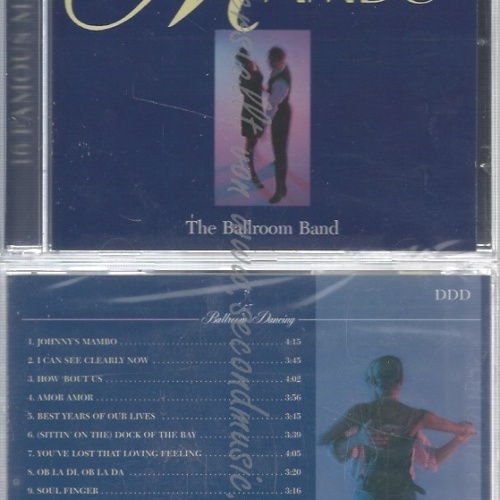 MAMBO
16 FAMOUS M
The Ballroom Band
DDD
Ballroom Dancing
1. JOHNNY'S MAMBO 4:15
2. I CAN SEE CLEARLY NOW 3:45
3. HOW 'BOUT US 4:02
4. AMOR AMOR 3:56
5. BEST YEARS OF OUR LIVES 3:45
6. (SITTIN' ON THE) DOCK OF THE BAY 3:39
7. YOU'VE LOST THAT LOVING FEELING 4:05
8. OB LA DI, OB LA DA 3:20
9. SOUL FINGER 3:16